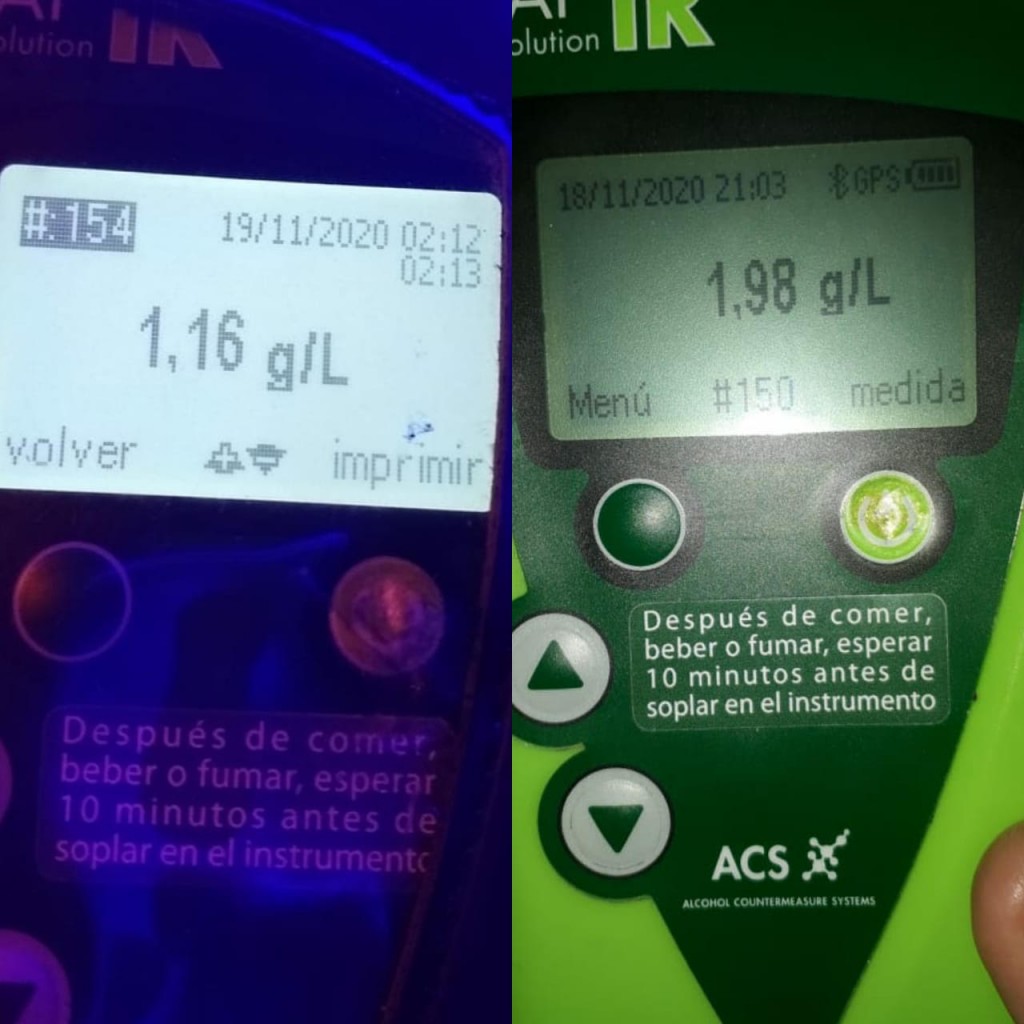 olution IR
#: 154 19/11/2020 02:12
02:13
1,16 g/L
volver imprimir
Después de comer,
beber o fumar, esperar
10 minutos antes de
soplar en el instrumento
olution IR
18/11/2020 21:03 GPS
1,98 g/L
Menú #150 medida
Después de comer,
beber o fumar, esperar
10 minutos antes de
soplar en el instrumento
ACS
ALCOHOL COUNTERMEASURE SYSTEMS